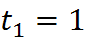 t₁ = 1